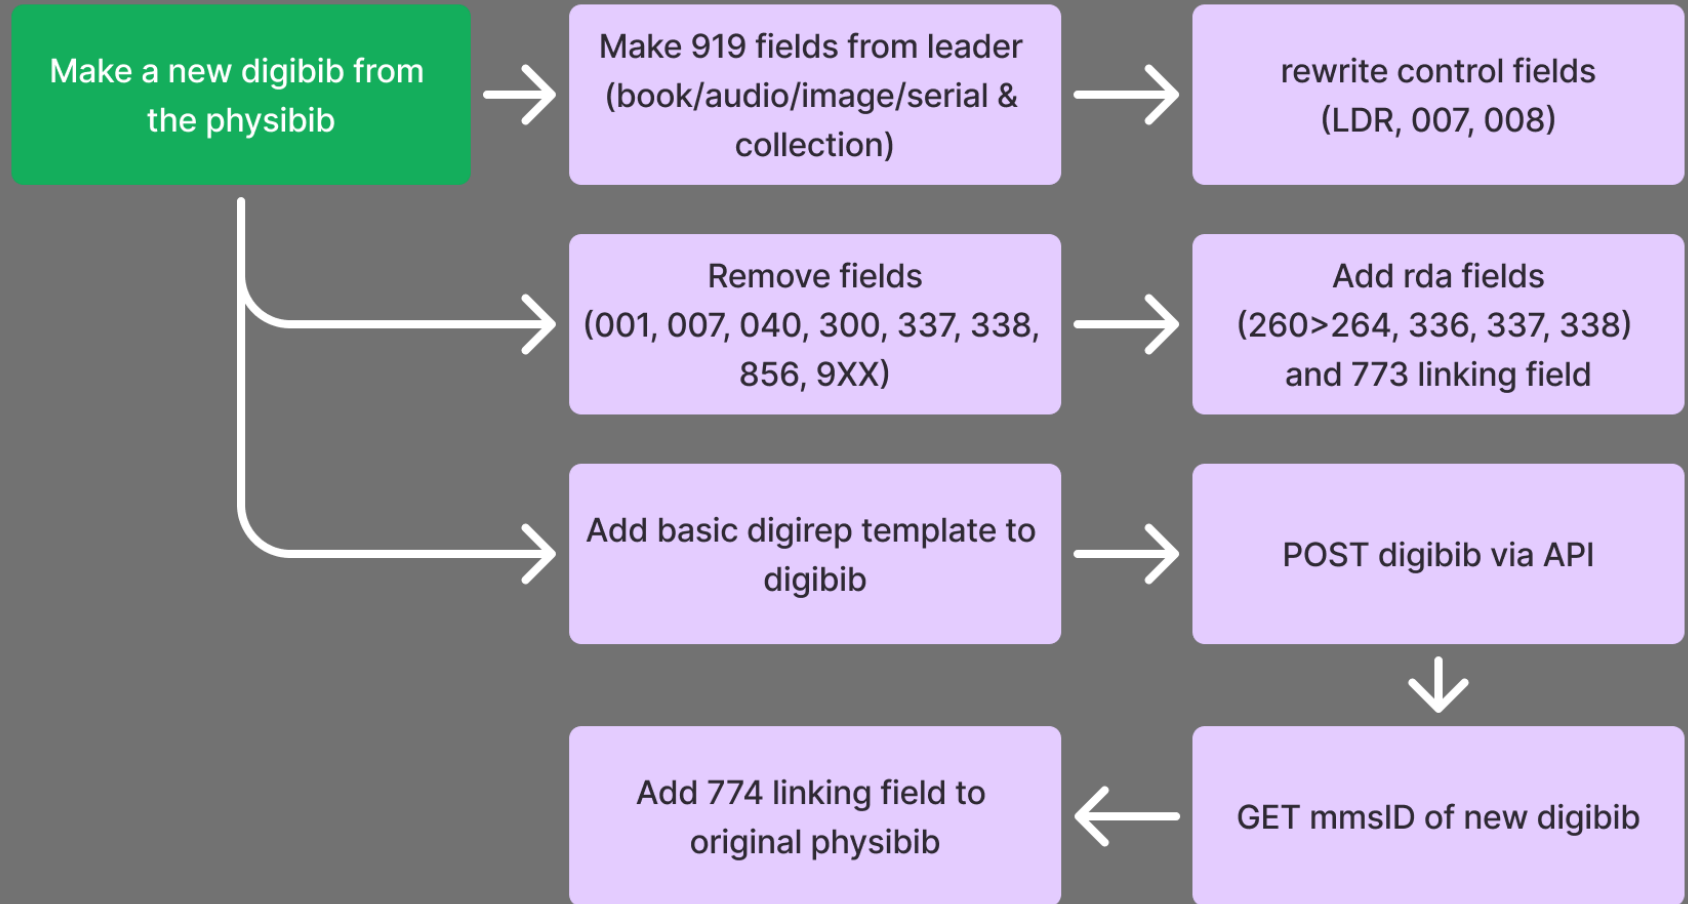 Make a new digibib from
the physibib
Make 919 fields from leader
(book/audio/image/serial &
collection)
rewrite control fields
(LDR, 007, 008)
Remove fields
(001, 007, 040, 300, 337, 338,
856, 9XX)
Add rda fields
(260>264, 336, 337, 338)
and 773 linking field
Add basic digirep template to
digibib
POST digibib via API
Add 774 linking field to
original physibib
GET mmsID of new digibib